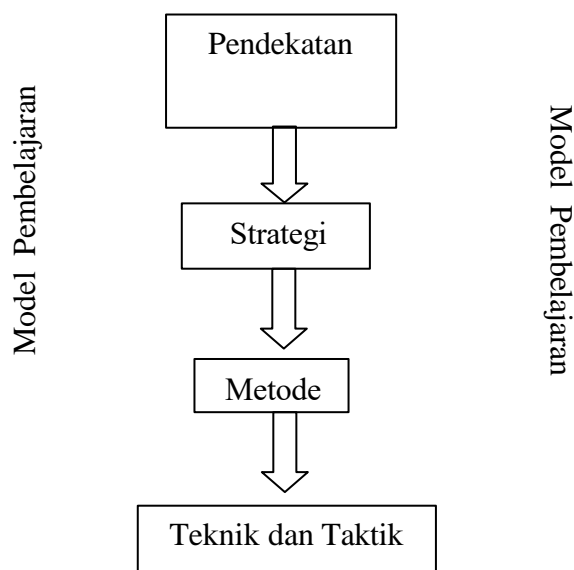 Pendekatan
Model Pembelajaran
Model Pembelajaran
Strategi
Metode
Teknik dan Taktik